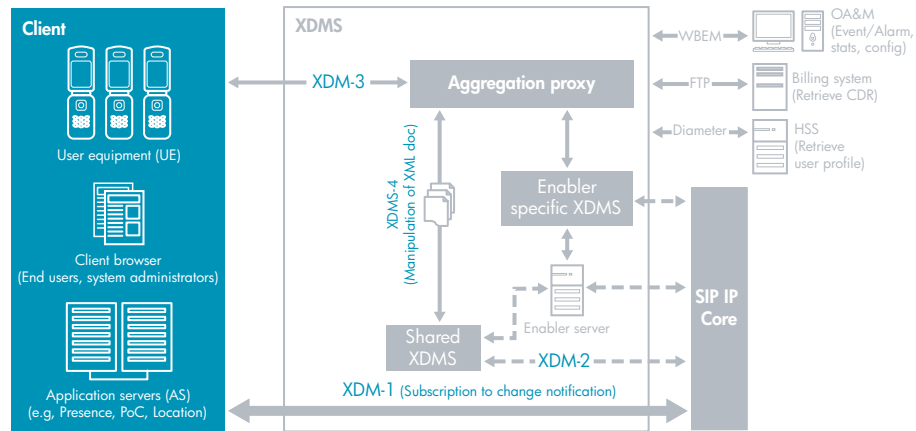 Client
User equipment (UE)
Client browser
(End users, system administrators)
Application servers (AS)
(e.g, Presence, PoC, Location)
XDMS
XDM-3
Aggregation proxy
XDMS-4
(Manipulation of XML doc)
Enabler
specific XDMS
Enabler server
Shared
XDMS
XDM-2
XDM-1 (Subscription to change notification)
SIP IP
Core
WBEM
OA&M
(Event/Alarm,
stats, config)
FTP
Billing system
(Retrieve CDR)
Diameter
HSS
(Retrieve
user profile)